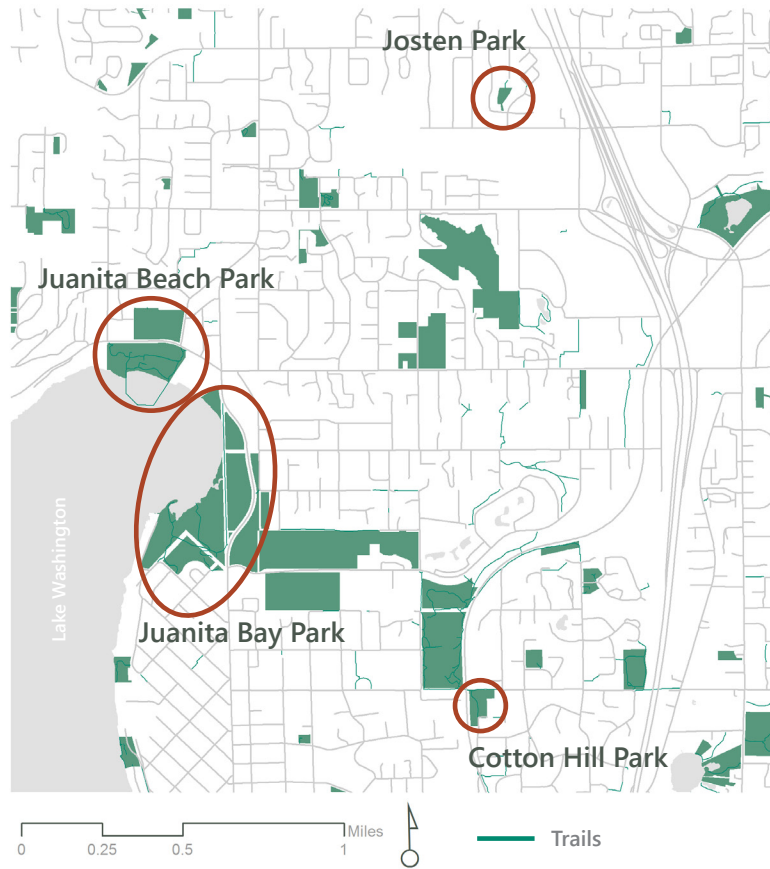 Josten Park
Juanita Beach Park
Lake Washington
Juanita Bay Park
Cotton Hill Park
0 0.25 0.5 1 Miles
Trails